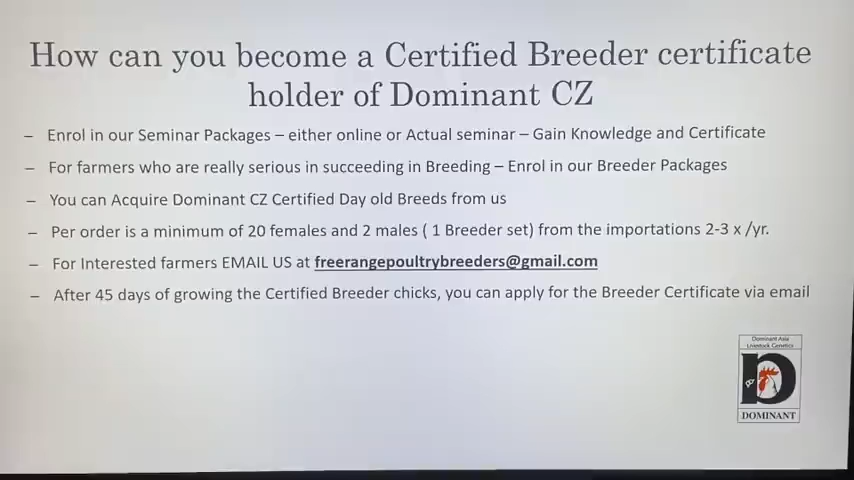 How can you become a Certified Breeder certificate
holder of Dominant CZ
– Enrol in our Seminar Packages – either online or Actual seminar – Gain Knowledge and Certificate
– For farmers who are really serious in succeeding in Breeding – Enrol in our Breeder Packages
– You can Acquire Dominant CZ Certified Day old Breeds from us
– Per order is a minimum of 20 females and 2 males ( 1 Breeder set) from the importations 2-3 x /yr.
– For Interested farmers EMAIL US at freerangepoultrybreeders@gmail.com
– After 45 days of growing the Certified Breeder chicks, you can apply for the Breeder Certificate via email
Dominant Asia
Livestock Genetics
D
DOMINANT